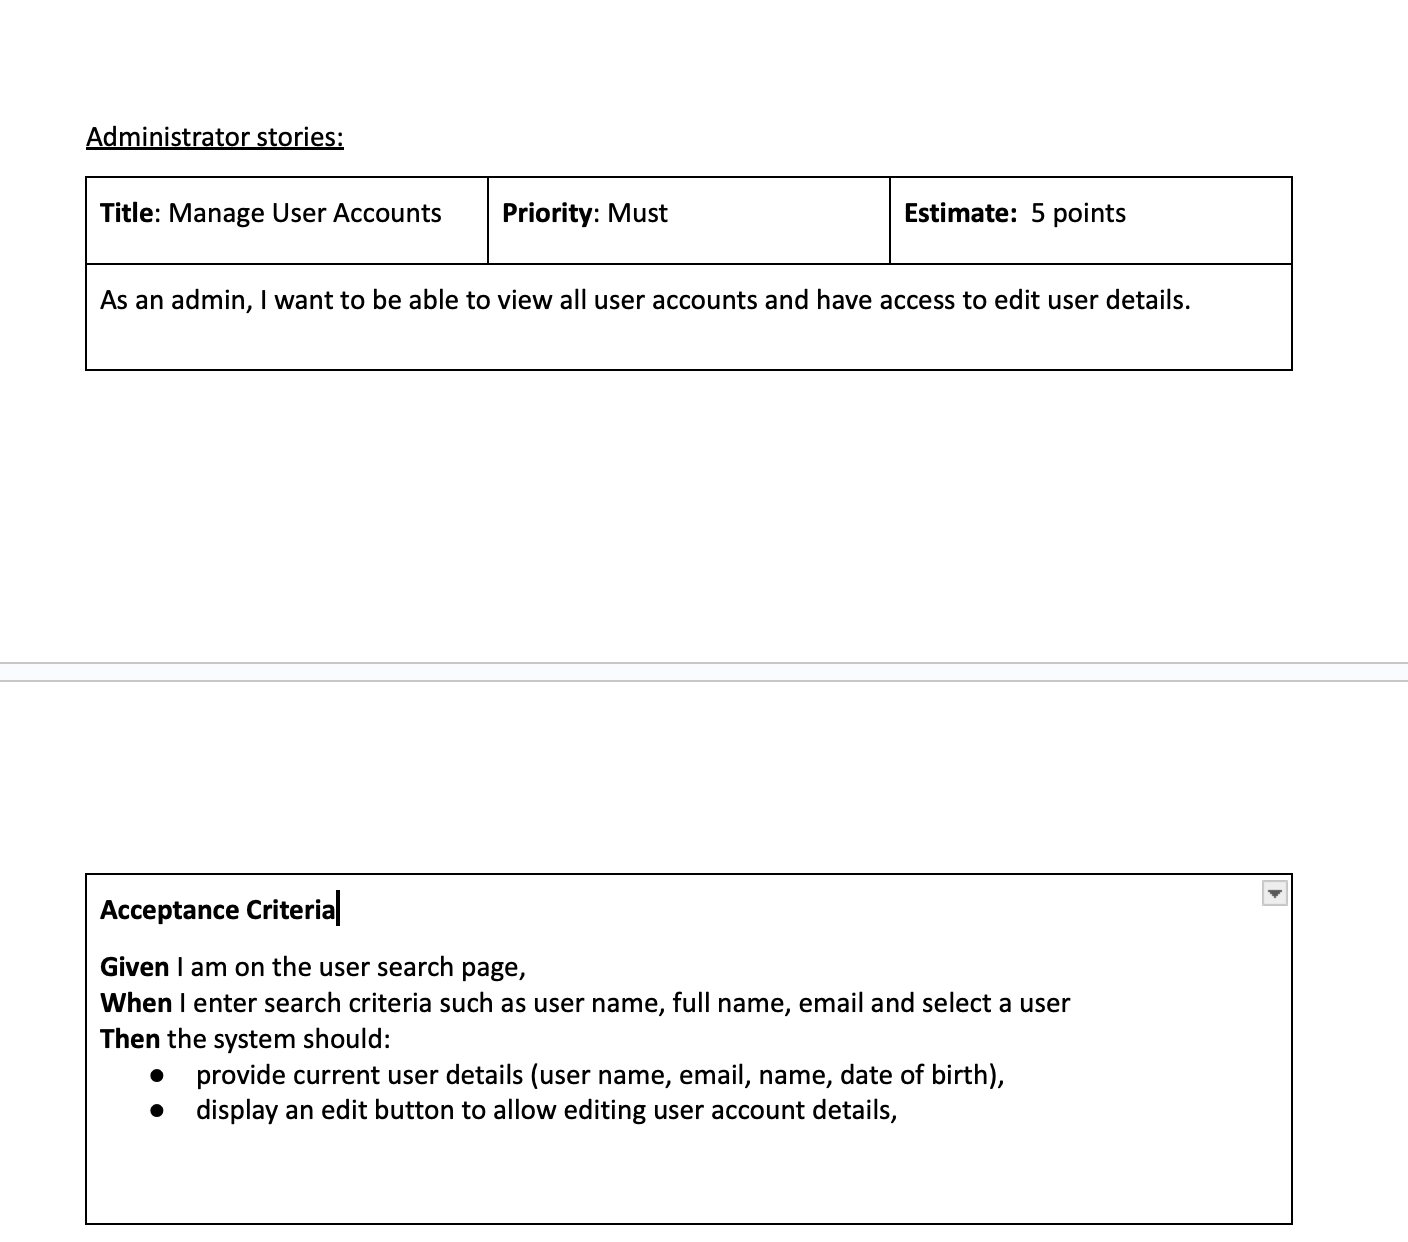 Administrator stories:
Title: Manage User Accounts
Priority: Must
Estimate: 5 points
As an admin, I want to be able to view all user accounts and have access to edit user details.
Acceptance Criteria
Given I am on the user search page,
When I enter search criteria such as user name, full name, email and select a user
Then the system should:
● provide current user details (user name, email, name, date of birth),
● display an edit button to allow editing user account details,